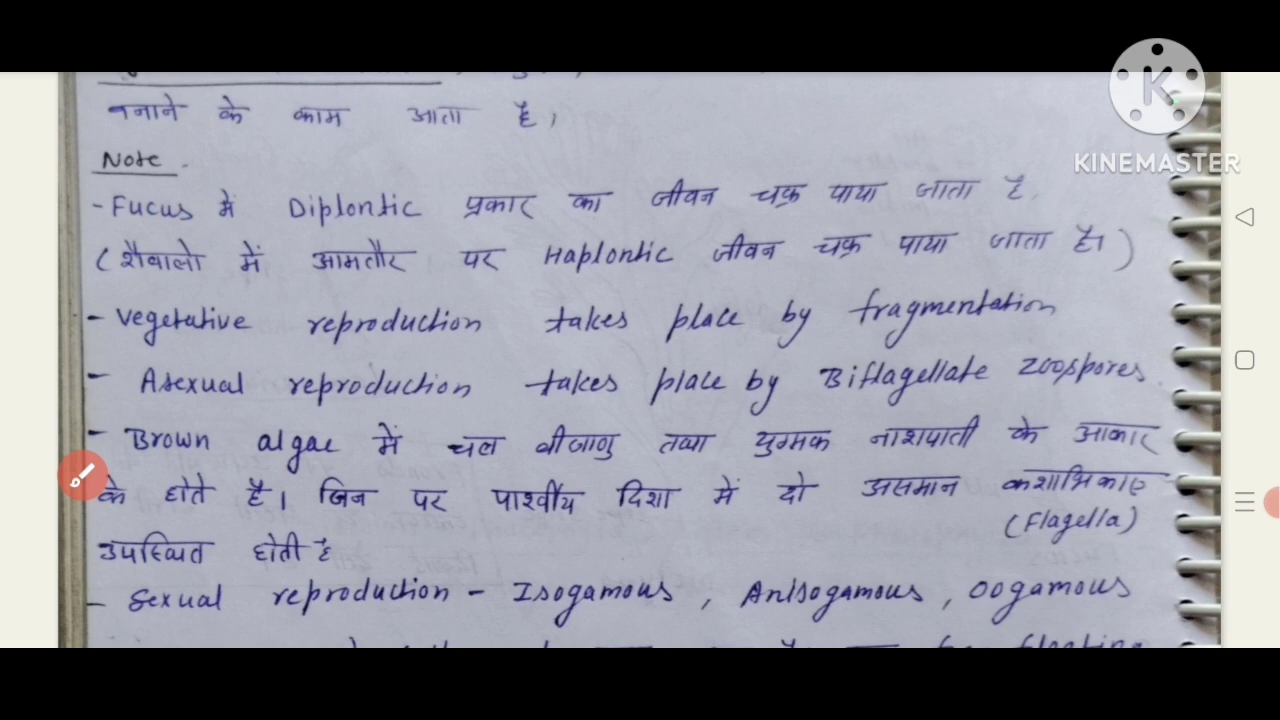 बनाने के काम आता है,
KINEMASTER
Note -
- Fucus में Diplontic प्रकार का जीवन चक्र पाया जाता है.
( शैवालो में आमतौर पर Haplontic जीवन चक्र पाया जाता है। )
- Vegetative reproduction takes place by fragmentation
- Asexual reproduction takes place by Biflagellate zoospores.
- Brown algae में चल बीजाणु तथा युग्मक नाशपाती के आकार
के होते है। जिन पर पार्श्वीय दिशा में दो असमान कशाभिकाए
(Flagella)
उपस्थित होती है
- Sexual reproduction - Isogamous, Anisogamous, Oogamous